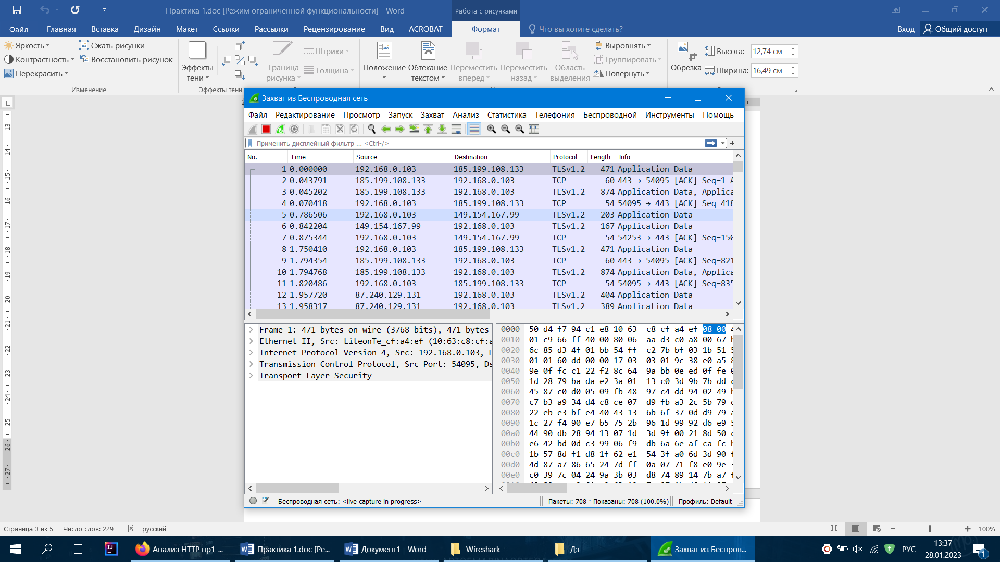 Практика 1.doc [Режим ограниченной функциональности] - Word
Работа с рисунками
Файл Главная Вставка Дизайн Макет Ссылки Рассылки Рецензирование Вид ACROBAT Формат Что вы хотите сделать? Вход Общий доступ
Яркость Сжать рисунки
Контрастность Восстановить рисунок
Перекрасить
Изменение
Эффекты тени
Эффекты тени
Граница рисунка
Штрихи
Толщина
Положение
Обтекание текстом
Переместить вперед
Переместить назад
Область выделения
Выровнять
Группировать
Повернуть
Обрезка
Высота: 12,74 см
Ширина: 16,49 см
Захват из Беспроводная сеть
Файл Редактирование Просмотр Запуск Захват Анализ Статистика Телефония Беспроводной Инструменты Помощь
Применить дисплейный фильтр ... <Ctrl-/>
No. Time Source Destination Protocol Length Info
1 0.000000 192.168.0.103 185.199.108.133 TLSv1.2 471 Application Data
2 0.043791 185.199.108.133 192.168.0.103 TCP 60 443 → 54095 [ACK] Seq=1 A
3 0.045202 185.199.108.133 192.168.0.103 TLSv1.2 874 Application Data, Applica
4 0.070418 192.168.0.103 185.199.108.133 TCP 54 54095 → 443 [ACK] Seq=418
5 0.786506 192.168.0.103 149.154.167.99 TLSv1.2 203 Application Data
6 0.842204 149.154.167.99 192.168.0.103 TLSv1.2 167 Application Data
7 0.875344 192.168.0.103 149.154.167.99 TCP 54 54253 → 443 [ACK] Seq=150
8 1.750410 192.168.0.103 185.199.108.133 TLSv1.2 471 Application Data
9 1.794354 185.199.108.133 192.168.0.103 TCP 60 443 → 54095 [ACK] Seq=821
10 1.794768 185.199.108.133 192.168.0.103 TLSv1.2 874 Application Data, Applica
11 1.820486 192.168.0.103 185.199.108.133 TCP 54 54095 → 443 [ACK] Seq=835
12 1.957720 87.240.129.131 192.168.0.103 TLSv1.2 404 Application Data
13 1.958317 87.240.129.131 192.168.0.103 TLSv1.2 389 Application Data
Frame 1: 471 bytes on wire (3768 bits), 471 bytes
Ethernet II, Src: LiteonTe_cf:a4:ef (10:63:c8:cf:a
Internet Protocol Version 4, Src: 192.168.0.103, D
Transmission Control Protocol, Src Port: 54095, Ds
Transport Layer Security
0000 50 d4 f7 94 c1 e8 10 63 c8 cf a4 ef 08 00 4
0010 01 c9 66 ff 40 00 80 06 aa d3 c0 a8 00 67 b
0020 6c 85 d3 4f 01 bb 54 ff c2 7b bf 03 1b 51 5
0030 01 01 60 dd 00 00 17 03 03 01 9c 38 e0 a5 8
0040 9e 0f fc c1 22 f2 8c 64 9a bb 0e ed 0f fe
0050 1d 28 79 ba da e2 3a 01 13 c0 3d 9b 7b dd
0060 45 87 c0 d0 05 09 fb 48 97 c4 dd 94 02 49
0070 c7 b3 a9 34 d4 c8 ce 07 d9 fb a3 2c 5b 79
0080 22 eb e3 bf e4 40 43 13 6b 6f 37 0d d9 79
0090 1c 27 f4 90 e7 b5 75 2b 96 1d 99 92 d6 e9 5
00a0 44 90 db 28 94 13 07 1d 3d 9f 00 21 8d 50
00b0 e6 42 bd 0d c3 99 06 f9 db 6a 6e af ca fc
00c0 1b 57 8d f1 d8 1f 62 e1 54 3f a0 6d 3d 90
00d0 4d 87 a7 86 65 24 7d ff 0a 07 71 f8 e0 9e
00e0 c0 39 7c 04 24 9a 3b 03 d8 74 89 14 7b a7
Беспроводная сеть: <live capture in progress> Пакеты: 708 · Показаны: 708 (100.0%) Профиль: Default
Страница 3 из 5 Число слов: 229 русский 100%
Анализ HTTP пр1-... Практика 1.doc [Ре... Документ1 - Word Wireshark Дз Захват из Беспров... РУС 13:37
28.01.2023
1